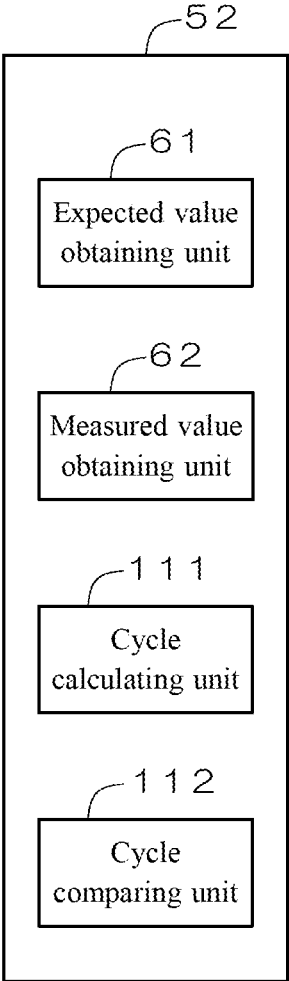 52
61
Expected value
obtaining unit
62
Measured value
obtaining unit
111
Cycle
calculating unit
112
Cycle
comparing unit